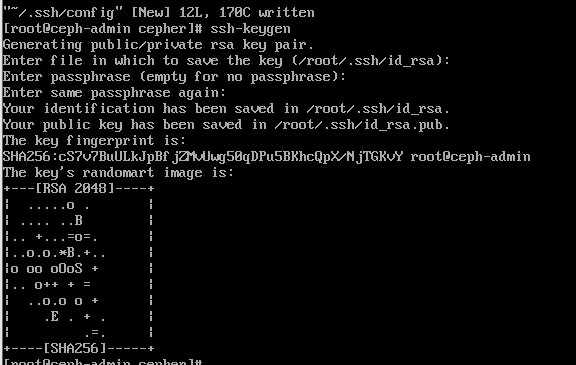 "~/.ssh/config" [New] 12L, 170C written
[root@ceph-admin cepher]# ssh-keygen
Generating public/private rsa key pair.
Enter file in which to save the key (/root/.ssh/id_rsa):
Enter passphrase (empty for no passphrase):
Enter same passphrase again:
Your identification has been saved in /root/.ssh/id_rsa.
Your public key has been saved in /root/.ssh/id_rsa.pub.
The key fingerprint is:
SHA256:cS7v7BuULkJpBfjZMvUwg50qDPu5BKhcQpX/NjTGKvY root@ceph-admin
The key's randomart image is:
+---[RSA 2048]----+
|  .....o .       |
| .... ..B        |
|.. +...=o=.      |
|..o.o.*B.+..     |
|o oo oOoS +      |
|.. o++ + =       |
|  ..o.o o +      |
|    .E . + .     |
|          .=.    |
+----[SHA256]-----+
[root@ceph-admin cepher]#